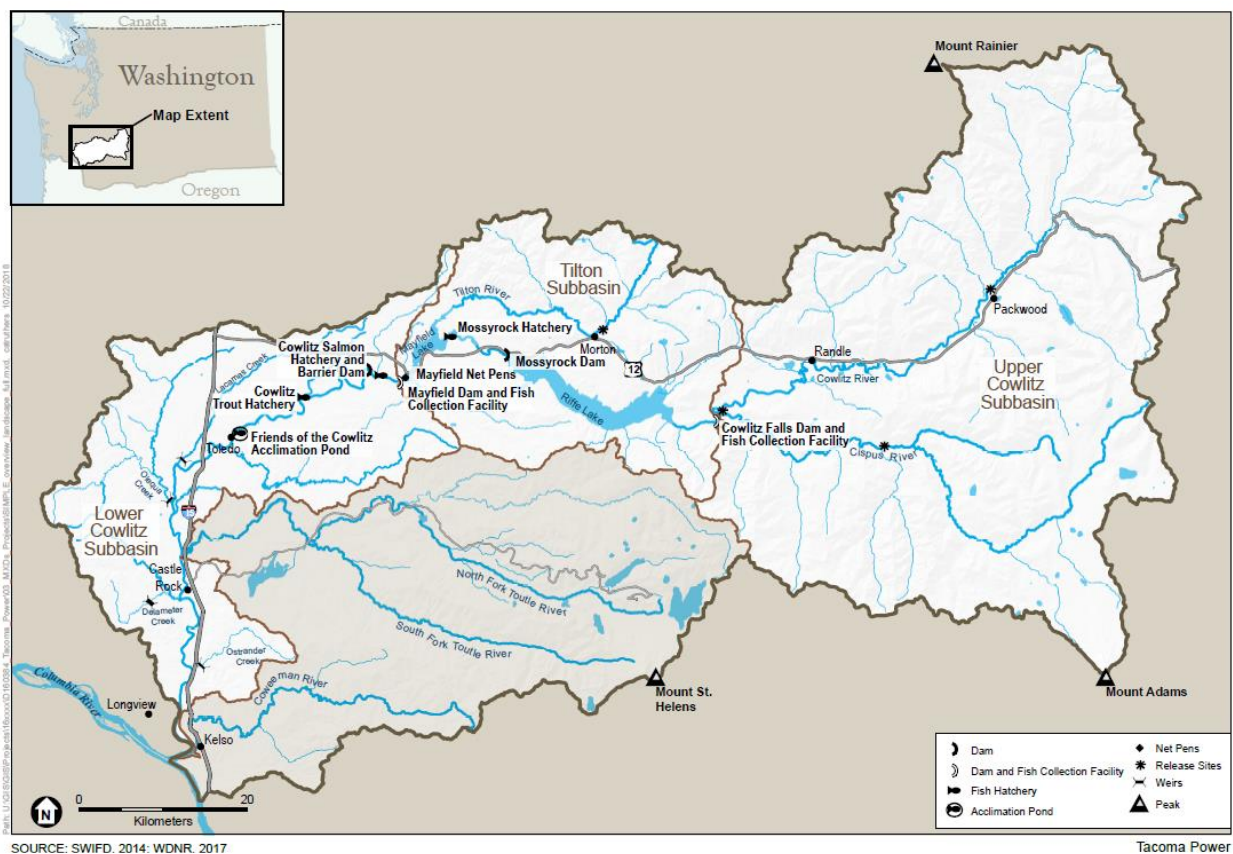 Canada
Washington
Map Extent
Oregon
Mount Rainier
Tilton
Subbasin
Tilton River
Mossyrock Hatchery
Mayfield
Lake
Morton
Mossyrock Dam
12
Packwood
Randle
Cowlitz River
Upper
Cowlitz
Subbasin
Lacamas Creek
Cowlitz Salmon
Hatchery and
Barrier Dam
Mayfield Net Pens
Mayfield Dam and Fish
Collection Facility
Cowlitz
Trout Hatchery
Riffe Lake
Cowlitz Falls Dam and
Fish Collection Facility
Cispus River
Friends of the Cowlitz
Acclimation Pond
Toledo
Olequa
Creek
Lower
Cowlitz
Subbasin
Castle
Rock
Delameter
Creek
North Fork Toutle River
South Fork Toutle River
Ostrander
Creek
Coweeman River
Mount St.
Helens
Mount Adams
Columbia River
Longview
Kelso
N
0
20
Kilometers
Dam
Dam and Fish Collection Facility
Fish Hatchery
Acclimation Pond
Net Pens
Release Sites
Weirs
Peak
SOURCE: SWIFD, 2014; WDNR, 2017
Tacoma Power